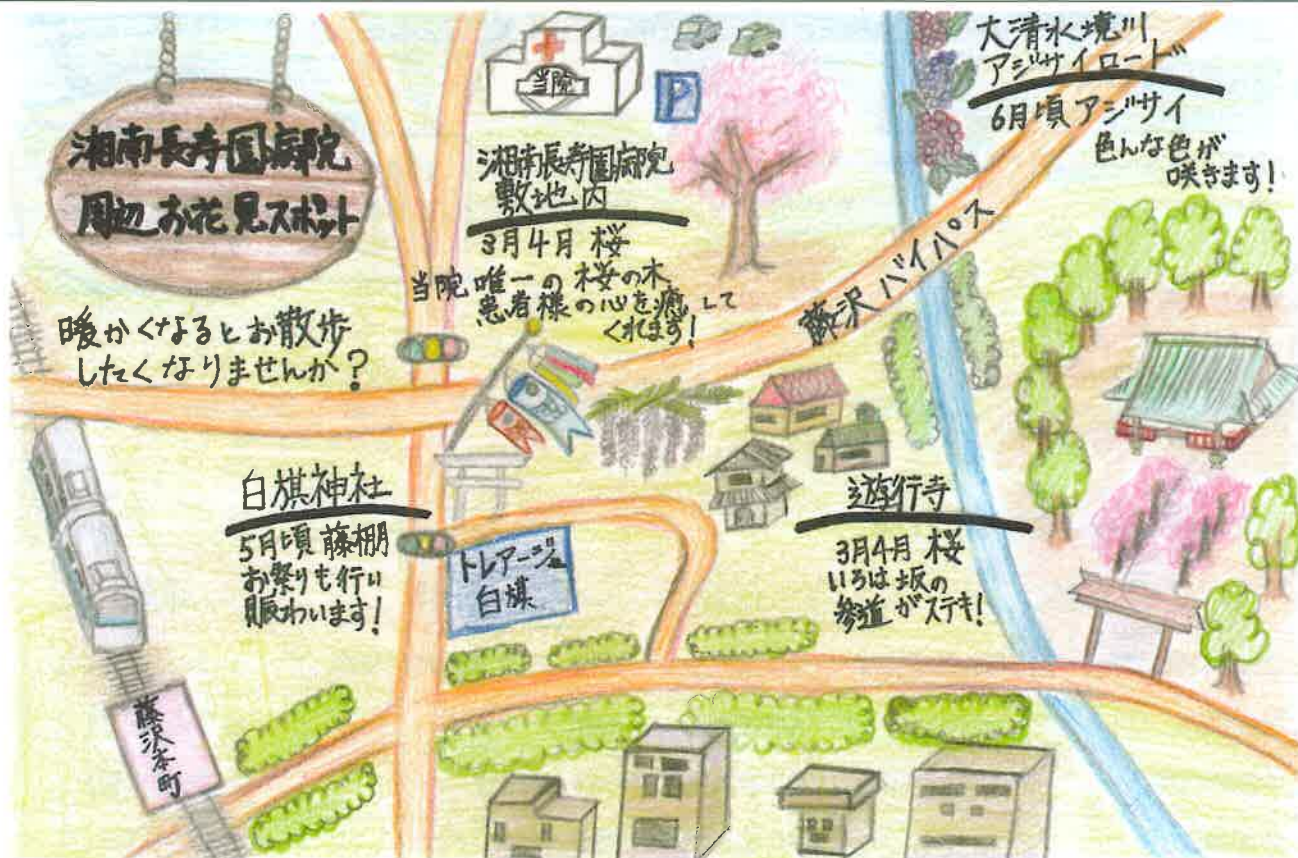 湘南長寿園病院
周辺お花見スポット
暖かくなるとお散歩
したくなりませんか?
当院
P
湘南長寿園病院
敷地内
3月4月 桜
当院唯一の桜の木
患者様の心を癒して
くれます!
大清水境川
アジサイロード
6月頃アジサイ
色んな色が
咲きます!
藤沢バイパス
白旗神社
5月頃 藤棚
お祭りも行い
賑わいます!
トレアージュ
白旗
遊行寺
3月4月 桜
いろは坂の
参道がステキ!
藤沢本町